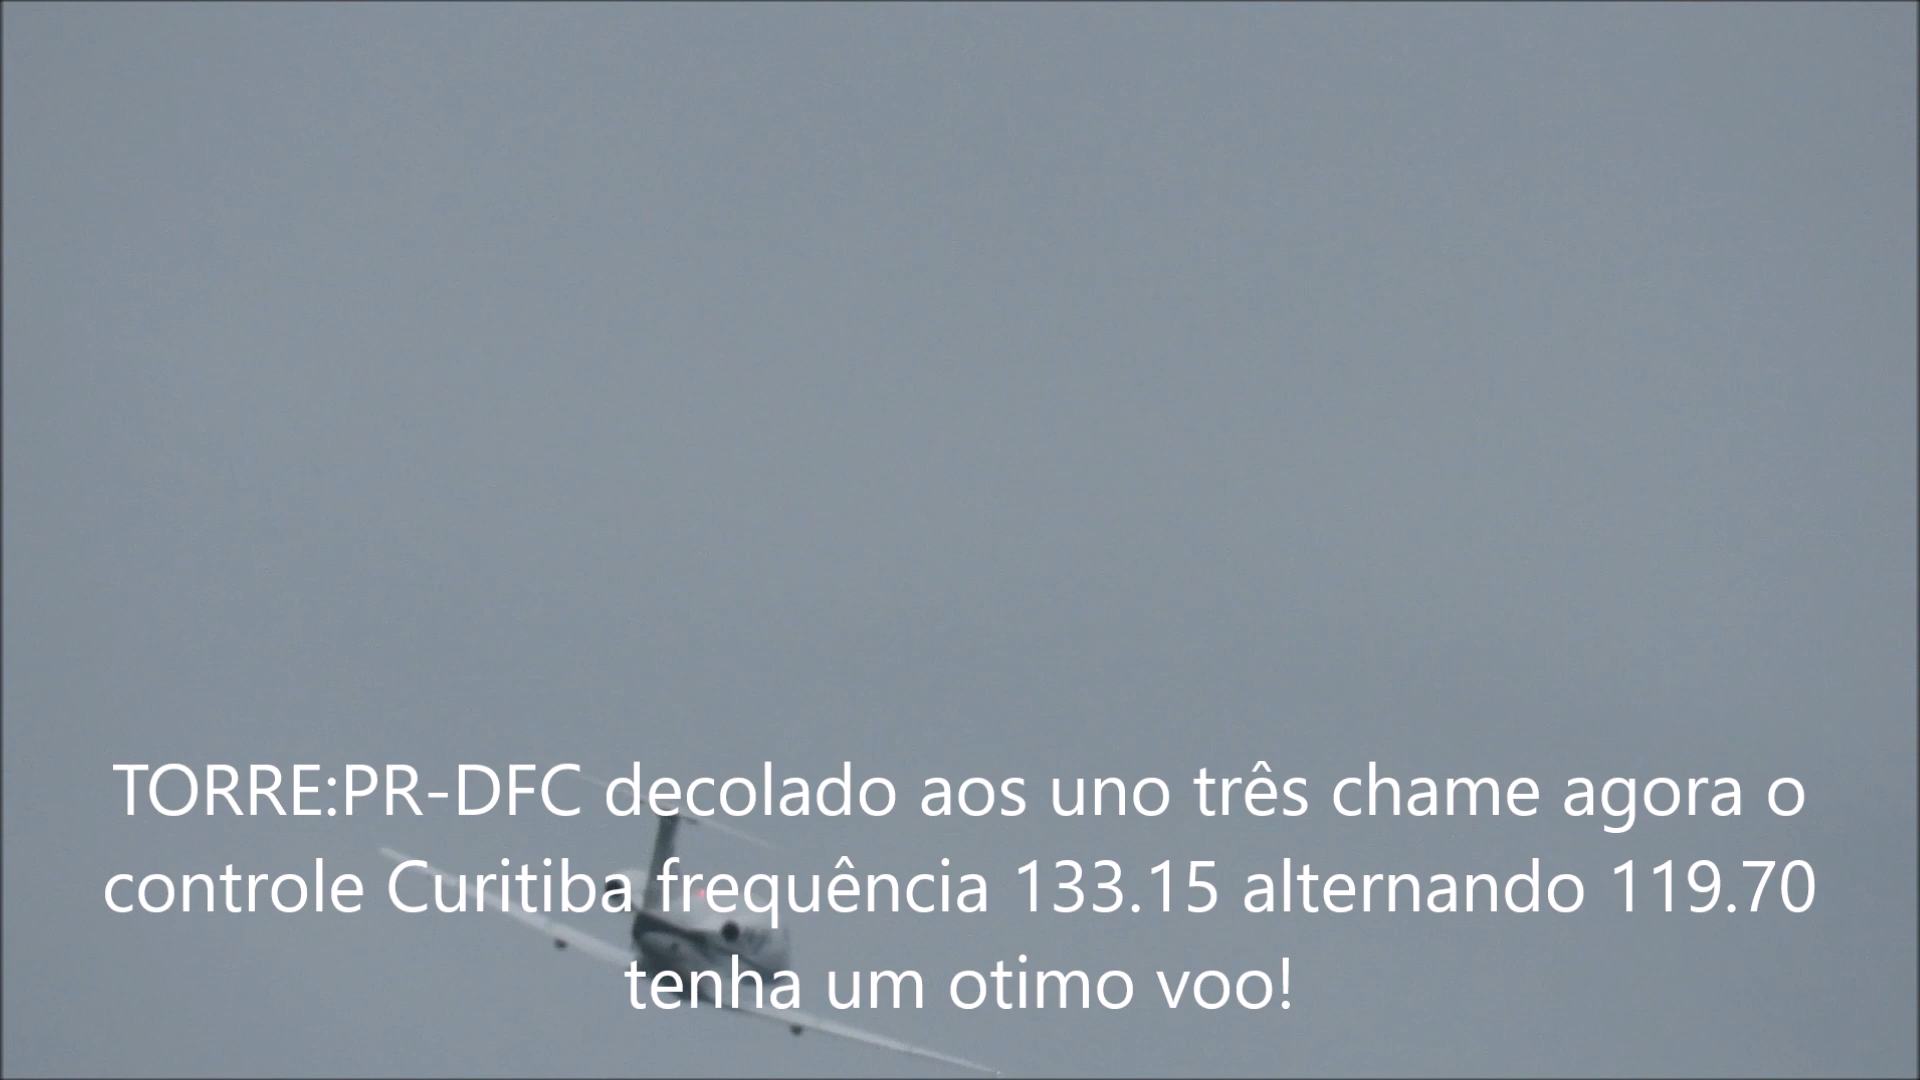 TORRE:PR-DFC decolado aos uno três chame agora o
controle Curitiba frequência 133.15 alternando 119.70
tenha um otimo voo!